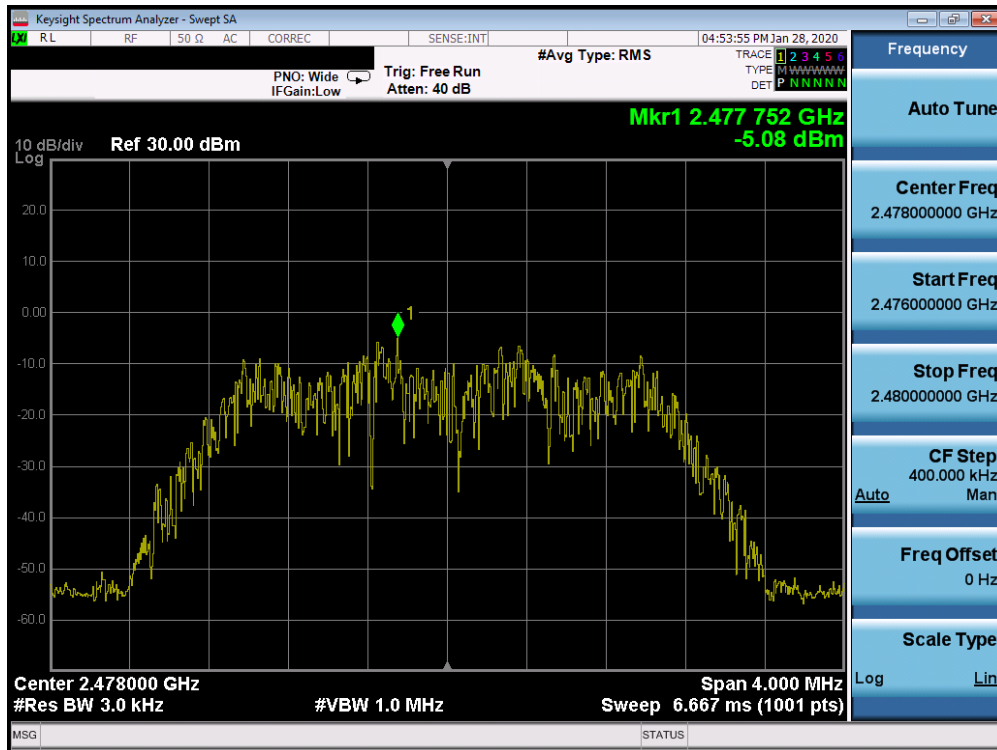 Keysight Spectrum Analyzer - Swept SA
LXI RL RF 50 Ω AC CORREC SENSE:INT 04:53:55 PM Jan 28, 2020
PNO: Wide
IFGain:Low
Trig: Free Run
Atten: 40 dB
#Avg Type: RMS
TRACE 1 2 3 4 5 6
TYPE M WWWWW
DET P N N N N N
Mkr1 2.477 752 GHz
-5.08 dBm
10 dB/div
Log
Ref 30.00 dBm
20.0
10.0
0.00
-10.0
-20.0
-30.0
-40.0
-50.0
-60.0
1
Center 2.478000 GHz
Span 4.000 MHz
#Res BW 3.0 kHz
#VBW 1.0 MHz
Sweep 6.667 ms (1001 pts)
MSG
STATUS
Frequency
Auto Tune
Center Freq
2.478000000 GHz
Start Freq
2.476000000 GHz
Stop Freq
2.480000000 GHz
CF Step
400.000 kHz
Auto Man
Freq Offset
0 Hz
Scale Type
Log Lin